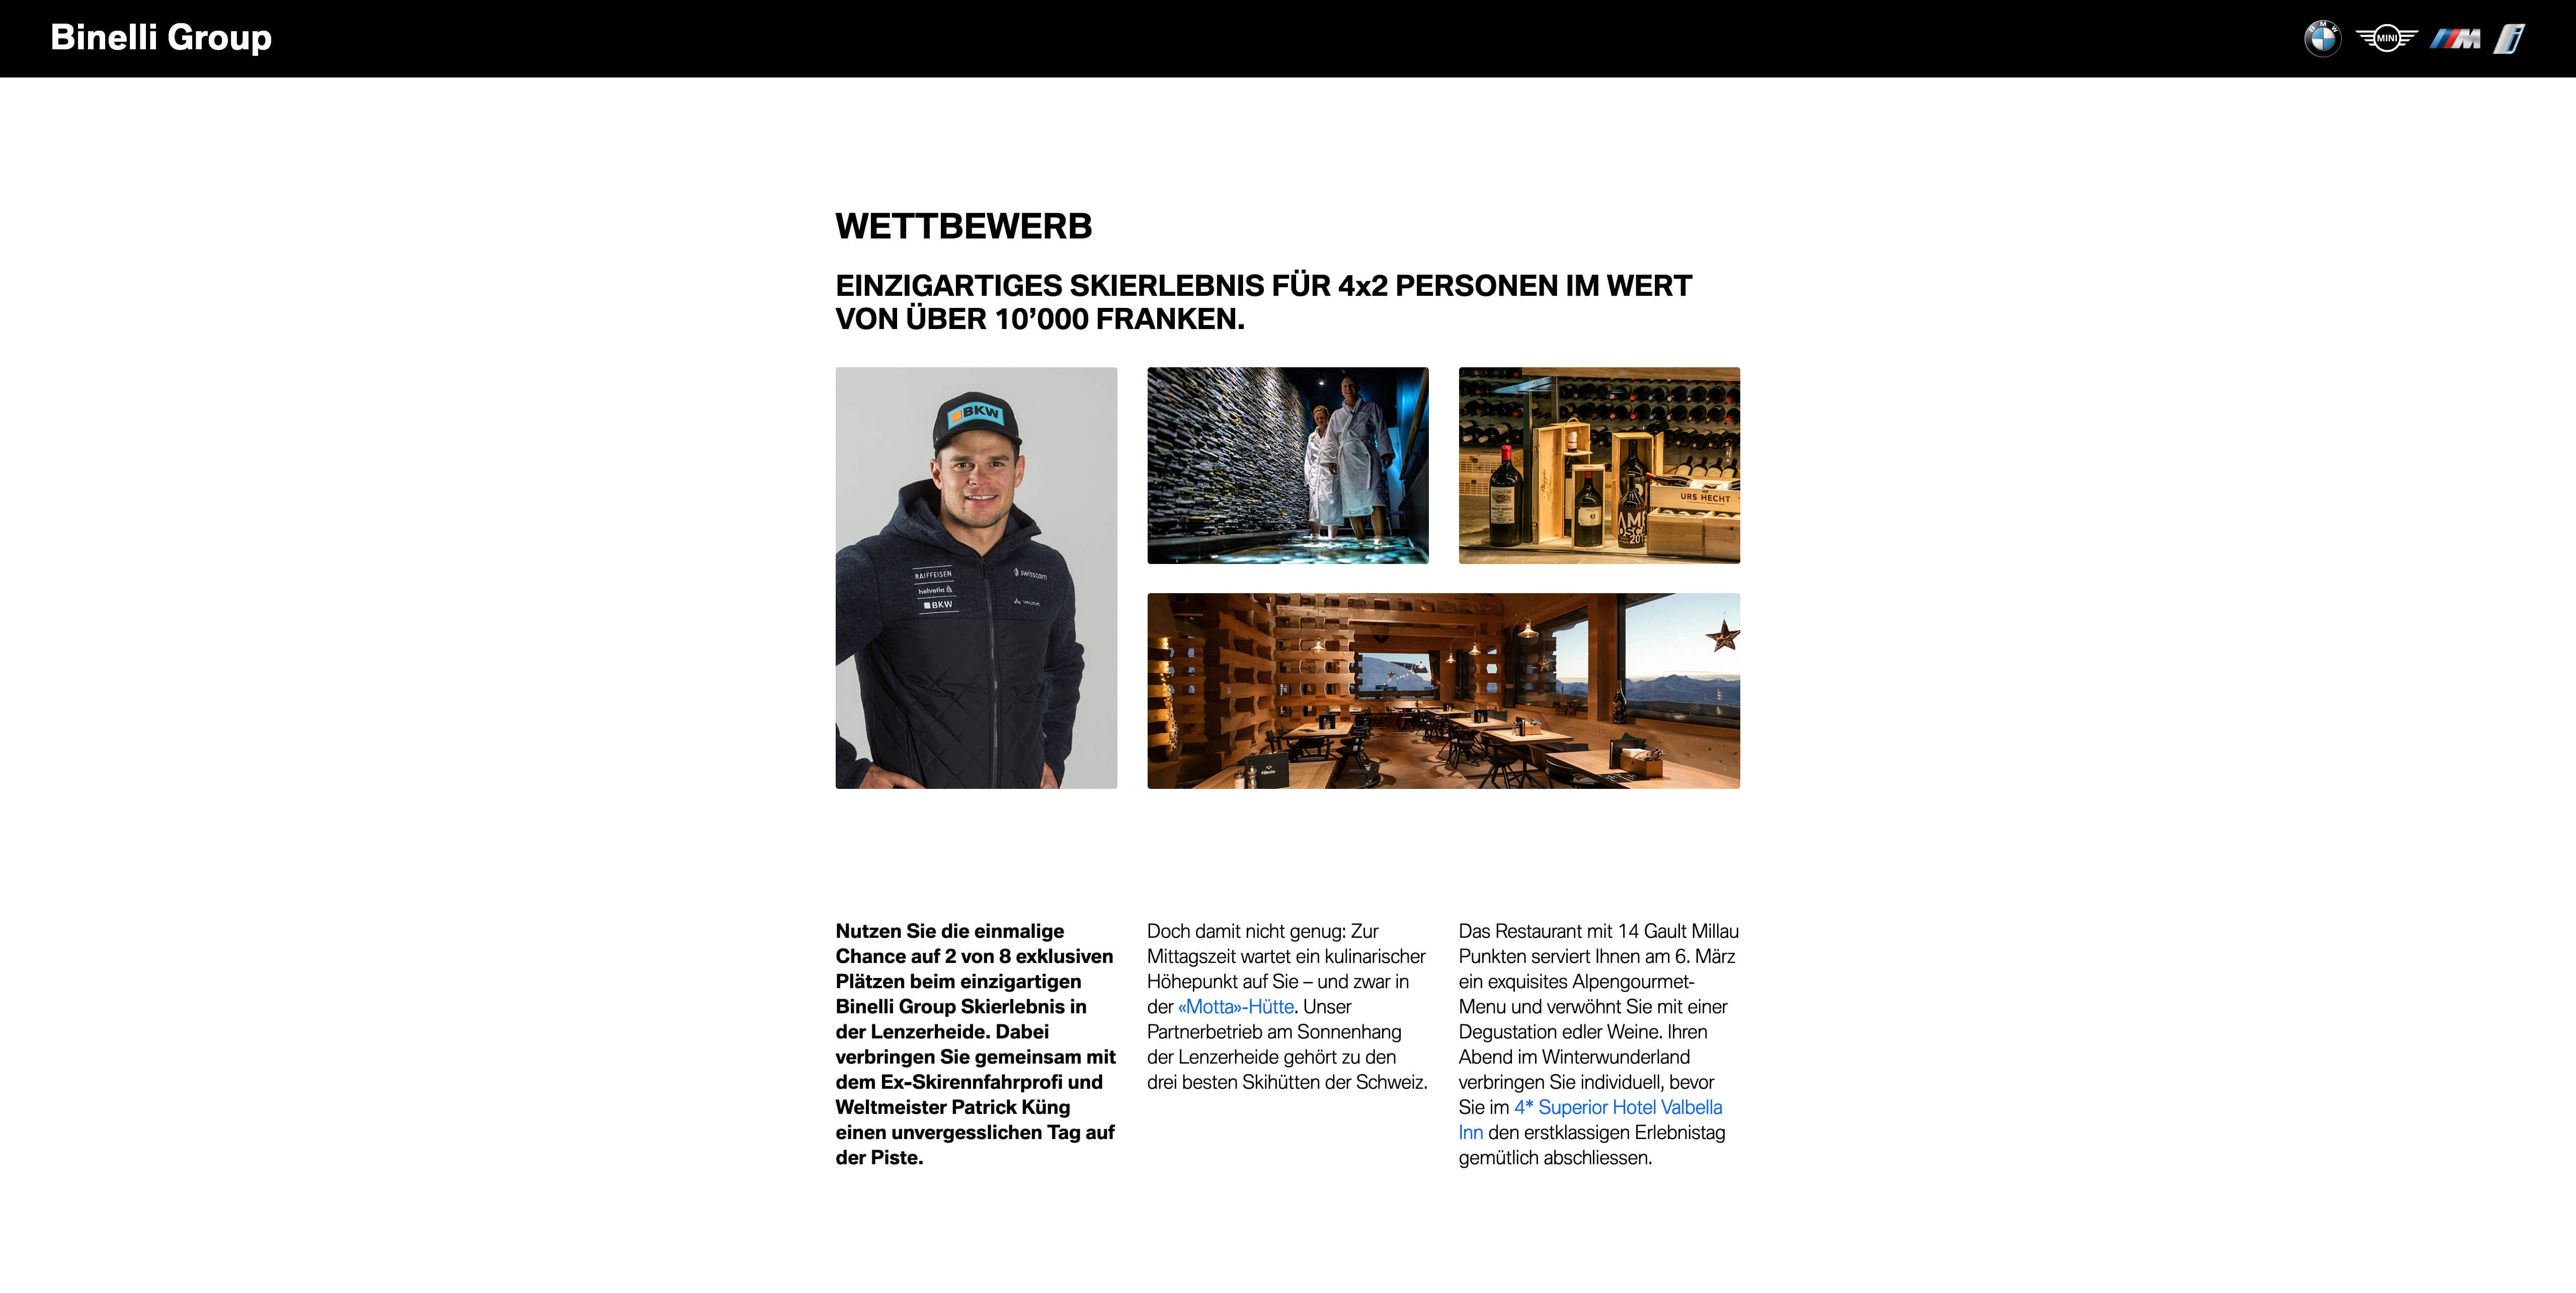 Binelli Group
BMW
MINI
M
i
WETTBEWERB
EINZIGARTIGES SKIERLEBNIS FÜR 4x2 PERSONEN IM WERT
VON ÜBER 10’000 FRANKEN.
BKW
RAIFFEISEN
swisscom
helvetia
BKW
URS HECHT
Nutzen Sie die einmalige
Chance auf 2 von 8 exklusiven
Plätzen beim einzigartigen
Binelli Group Skierlebnis in
der Lenzerheide. Dabei
verbringen Sie gemeinsam mit
dem Ex-Skirennfahrprofi und
Weltmeister Patrick Küng
einen unvergesslichen Tag auf
der Piste.
Doch damit nicht genug: Zur
Mittagszeit wartet ein kulinarischer
Höhepunkt auf Sie – und zwar in
der «Motta»-Hütte. Unser
Partnerbetrieb am Sonnenhang
der Lenzerheide gehört zu den
drei besten Skihütten der Schweiz.
Das Restaurant mit 14 Gault Millau
Punkten serviert Ihnen am 6. März
ein exquisites Alpengourmet-
Menu und verwöhnt Sie mit einer
Degustation edler Weine. Ihren
Abend im Winterwunderland
verbringen Sie individuell, bevor
Sie im 4* Superior Hotel Valbella
Inn den erstklassigen Erlebnistag
gemütlich abschliessen.